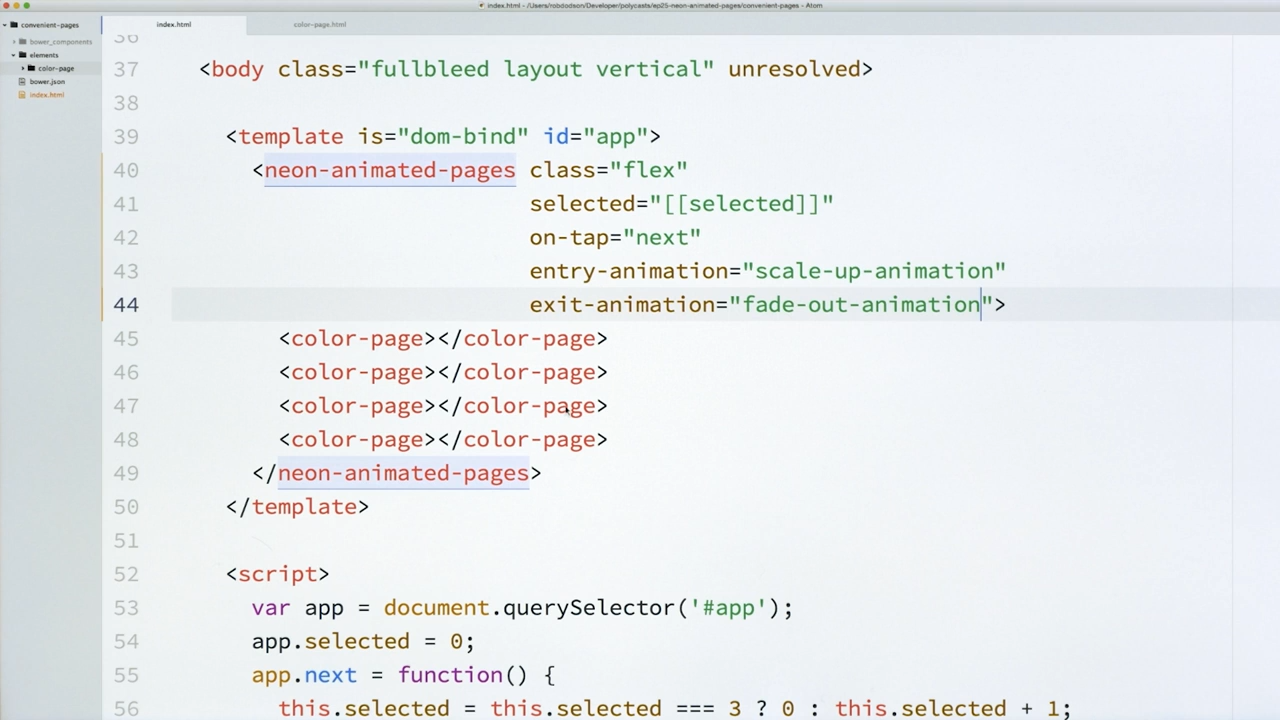 index.html - /Users/robdodson/Developer/polycasts/ep25-neon-animated-pages/convenient-pages - Atom
convenient-pages
index.html
color-page.html
bower_components
elements
color-page
bower.json
index.html
36
37 <body class="fullbleed layout vertical" unresolved>
38
39 <template is="dom-bind" id="app">
40 <neon-animated-pages class="flex"
41 selected="[[selected]]"
42 on-tap="next"
43 entry-animation="scale-up-animation"
44 exit-animation="fade-out-animation">
45 <color-page></color-page>
46 <color-page></color-page>
47 <color-page></color-page>
48 <color-page></color-page>
49 </neon-animated-pages>
50 </template>
51
52 <script>
53 var app = document.querySelector('#app');
54 app.selected = 0;
55 app.next = function() {
56 this.selected = this.selected === 3 ? 0 : this.selected + 1;